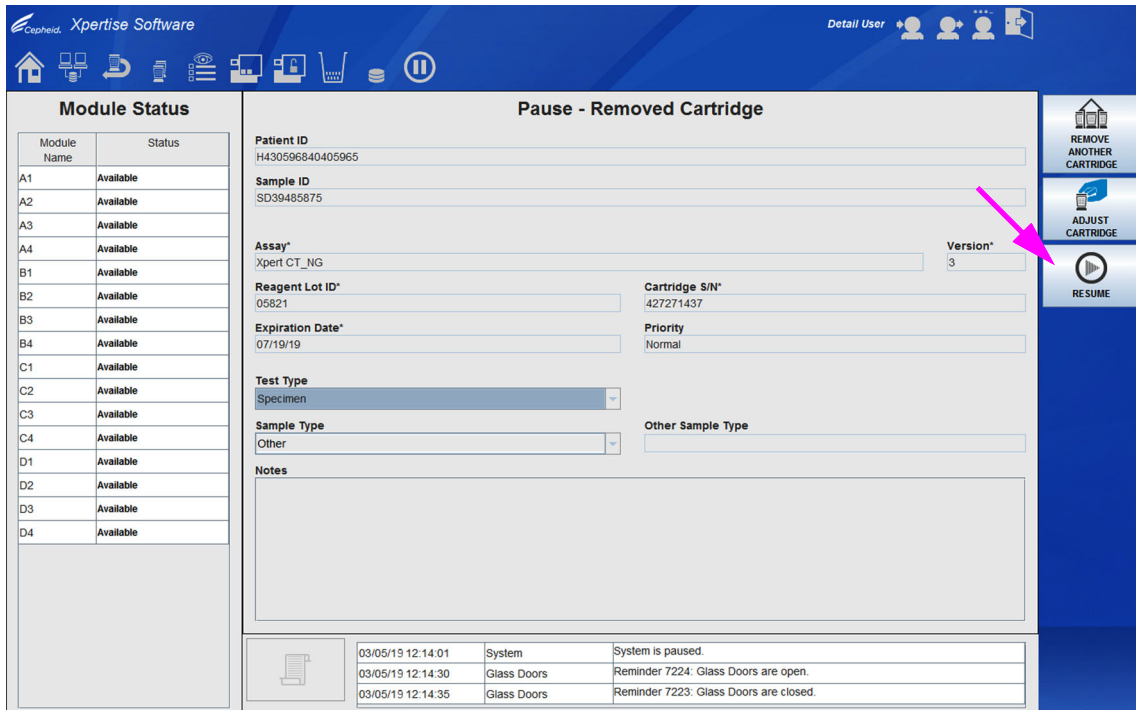 Cepheid. Xpertise Software
Detail User
Module Status
Module Name
Status
A1 Available
A2 Available
A3 Available
A4 Available
B1 Available
B2 Available
B3 Available
B4 Available
C1 Available
C2 Available
C3 Available
C4 Available
D1 Available
D2 Available
D3 Available
D4 Available
Pause - Removed Cartridge
Patient ID
H430596840405965
Sample ID
SD39485875
Assay* Version*
Xpert CT_NG 3
Reagent Lot ID* Cartridge S/N*
05821 427271437
Expiration Date* Priority
07/19/19 Normal
Test Type
Specimen
Sample Type Other Sample Type
Other
Notes
03/05/19 12:14:01 System System is paused.
03/05/19 12:14:30 Glass Doors Reminder 7224: Glass Doors are open.
03/05/19 12:14:35 Glass Doors Reminder 7223: Glass Doors are closed.
REMOVE
ANOTHER
CARTRIDGE
ADJUST
CARTRIDGE
RESUME